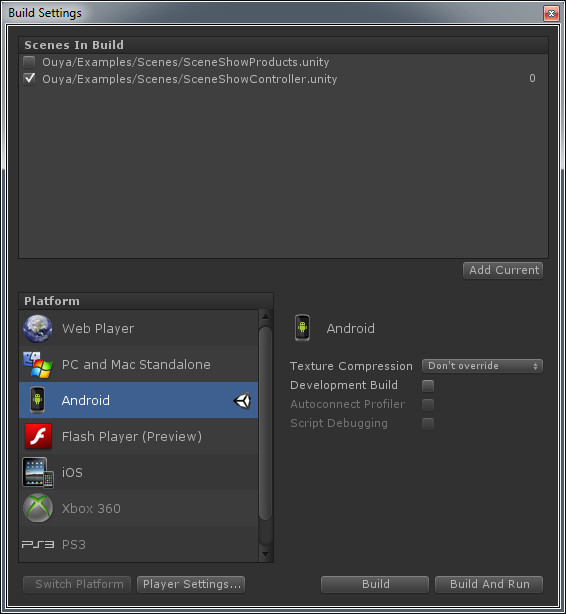 Build Settings
Scenes In Build
Ouya/Examples/Scenes/SceneShowProducts.unity
Ouya/Examples/Scenes/SceneShowController.unity 0
Add Current
Platform
Web Player
PC and Mac Standalone
Android
Flash Player (Preview)
iOS
Xbox 360
PS3 PS3
Android
Texture Compression Don't override
Development Build
Autoconnect Profiler
Script Debugging
Switch Platform Player Settings... Build Build And Run